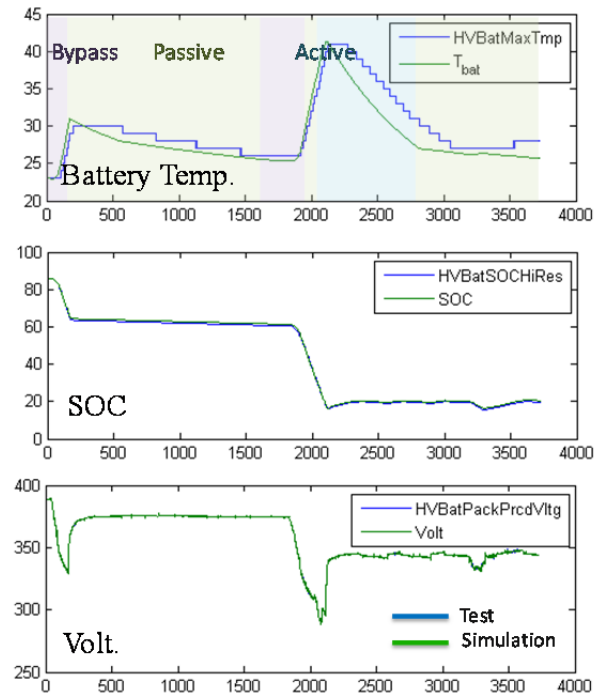 45
40
35
30
25
20
Bypass
Passive
Active
HVBatMaxTmp
T_bat
Battery Temp.
0 500 1000 1500 2000 2500 3000 3500 4000
100
80
60
40
20
0
HVBatSOCHiRes
SOC
SOC
0 500 1000 1500 2000 2500 3000 3500 4000
400
350
300
250
HVBatPackPrcdVltg
Volt
Test
Simulation
Volt.
0 500 1000 1500 2000 2500 3000 3500 4000